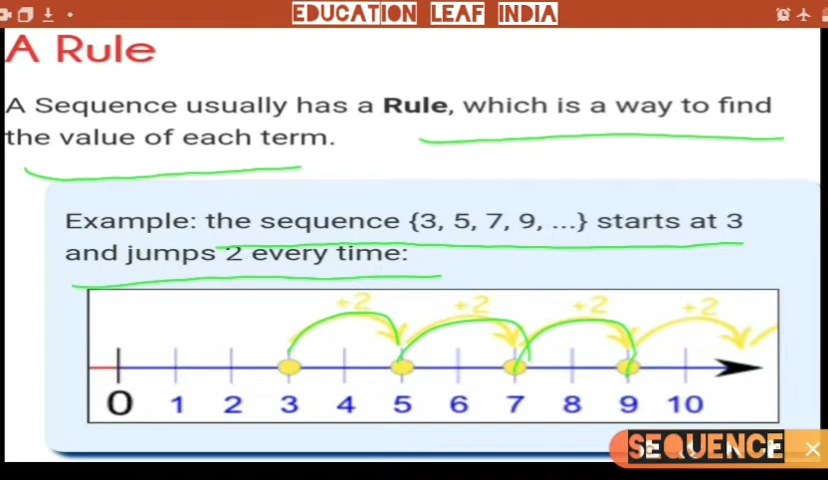 EDUCATION LEAF INDIA
A Rule
A Sequence usually has a Rule, which is a way to find
the value of each term.
Example: the sequence {3, 5, 7, 9, ...} starts at 3
and jumps 2 every time:
+2 +2 +2 +2
0 1 2 3 4 5 6 7 8 9 10
SEQUENCE